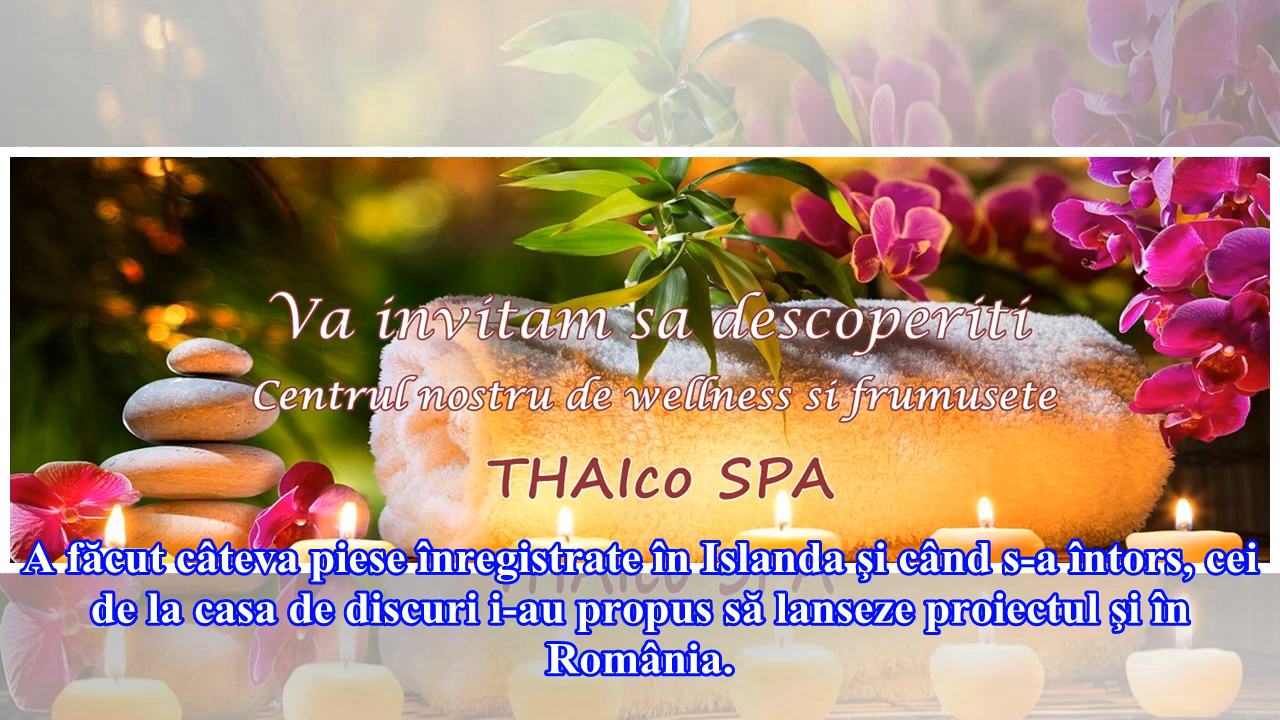 Va invitam sa descoperiti
Centrul nostru de wellness si frumusete
THAIco SPA
A făcut câteva piese înregistrate în Islanda şi când s-a întors, cei
de la casa de discuri i-au propus să lanseze proiectul şi în
România.